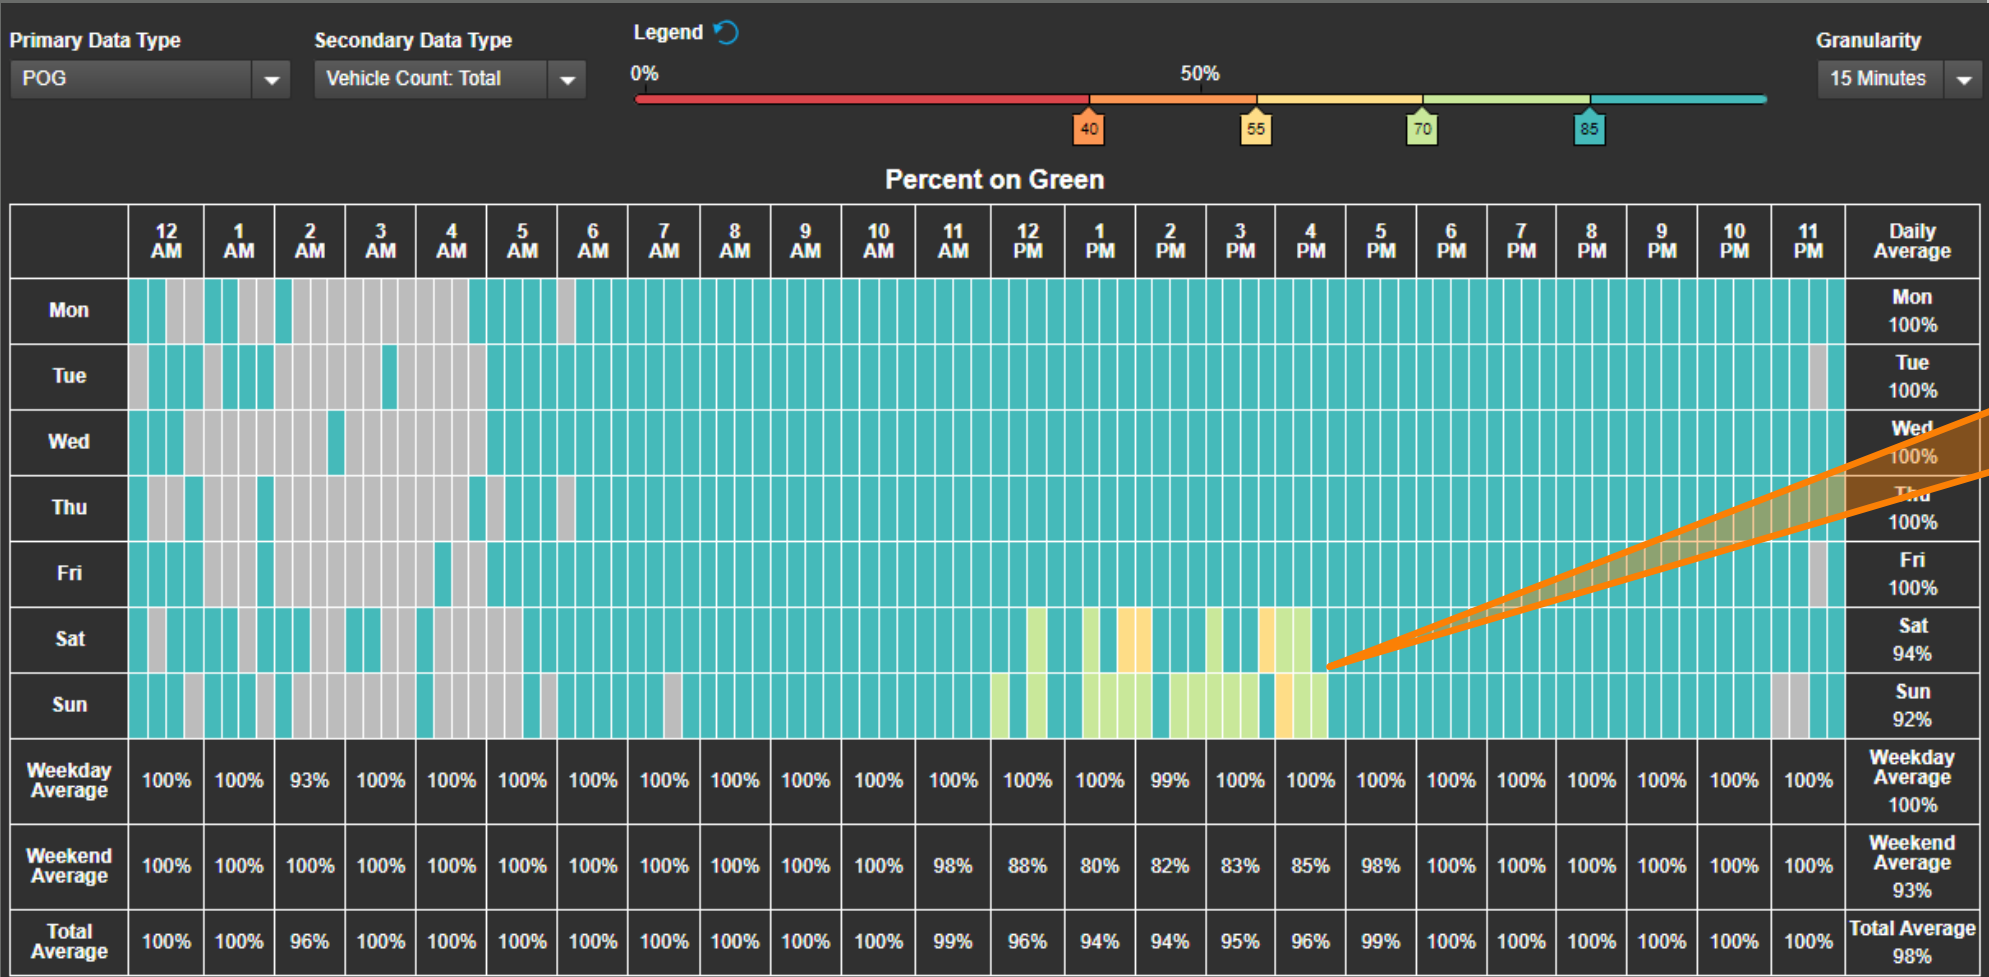 Primary Data Type
Secondary Data Type
Legend
Granularity
POG
Vehicle Count: Total
0%
50%
15 Minutes
40
55
70
85
Percent on Green
12 AM 1 AM 2 AM 3 AM 4 AM 5 AM 6 AM 7 AM 8 AM 9 AM 10 AM 11 AM 12 PM 1 PM 2 PM 3 PM 4 PM 5 PM 6 PM 7 PM 8 PM 9 PM 10 PM 11 PM Daily Average
Mon Mon 100%
Tue Tue 100%
Wed Wed 100%
Thu Thu 100%
Fri Fri 100%
Sat Sat 94%
Sun Sun 92%
Weekday Average 100% 100% 93% 100% 100% 100% 100% 100% 100% 100% 100% 100% 100% 100% 99% 100% 100% 100% 100% 100% 100% 100% 100% 100% Weekday Average 100%
Weekend Average 100% 100% 100% 100% 100% 100% 100% 100% 100% 100% 100% 98% 88% 80% 82% 83% 85% 98% 100% 100% 100% 100% 100% 100% Weekend Average 93%
Total Average 100% 100% 96% 100% 100% 100% 100% 100% 100% 100% 100% 99% 96% 94% 94% 95% 96% 99% 100% 100% 100% 100% 100% 100% Total Average 98%